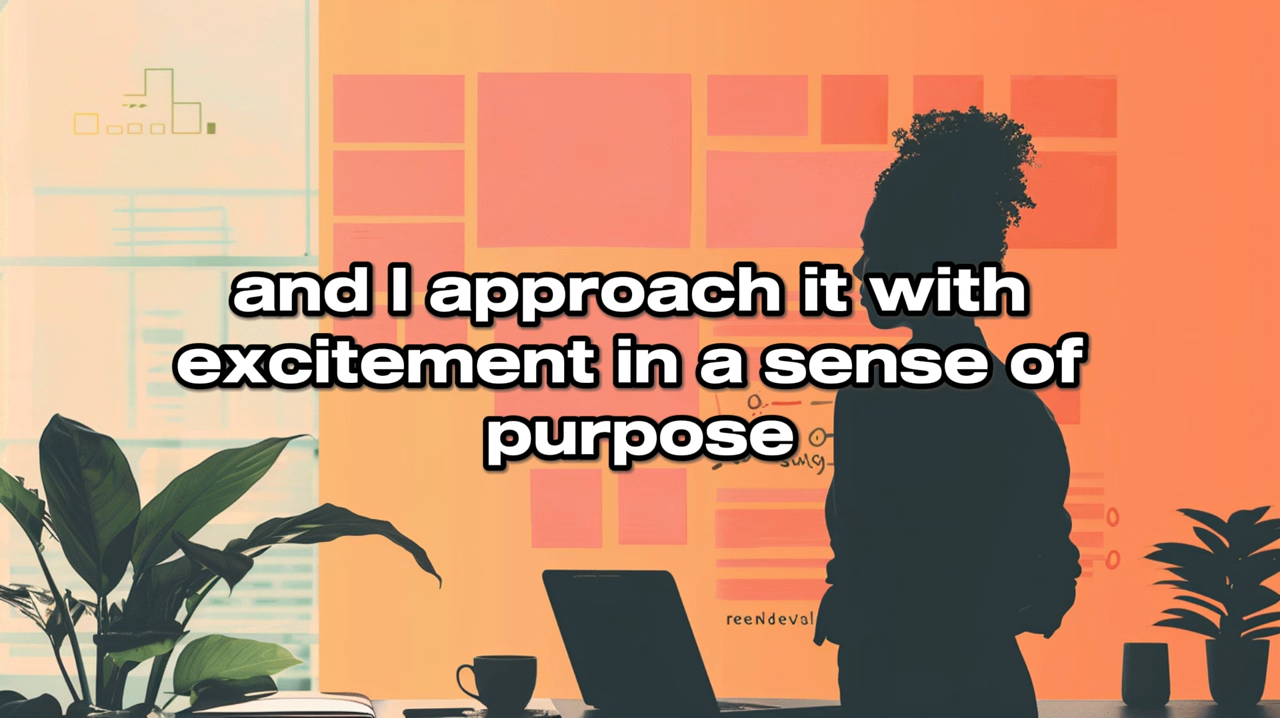 and I approach it with
excitement in a sense of
purpose
reeNdeval